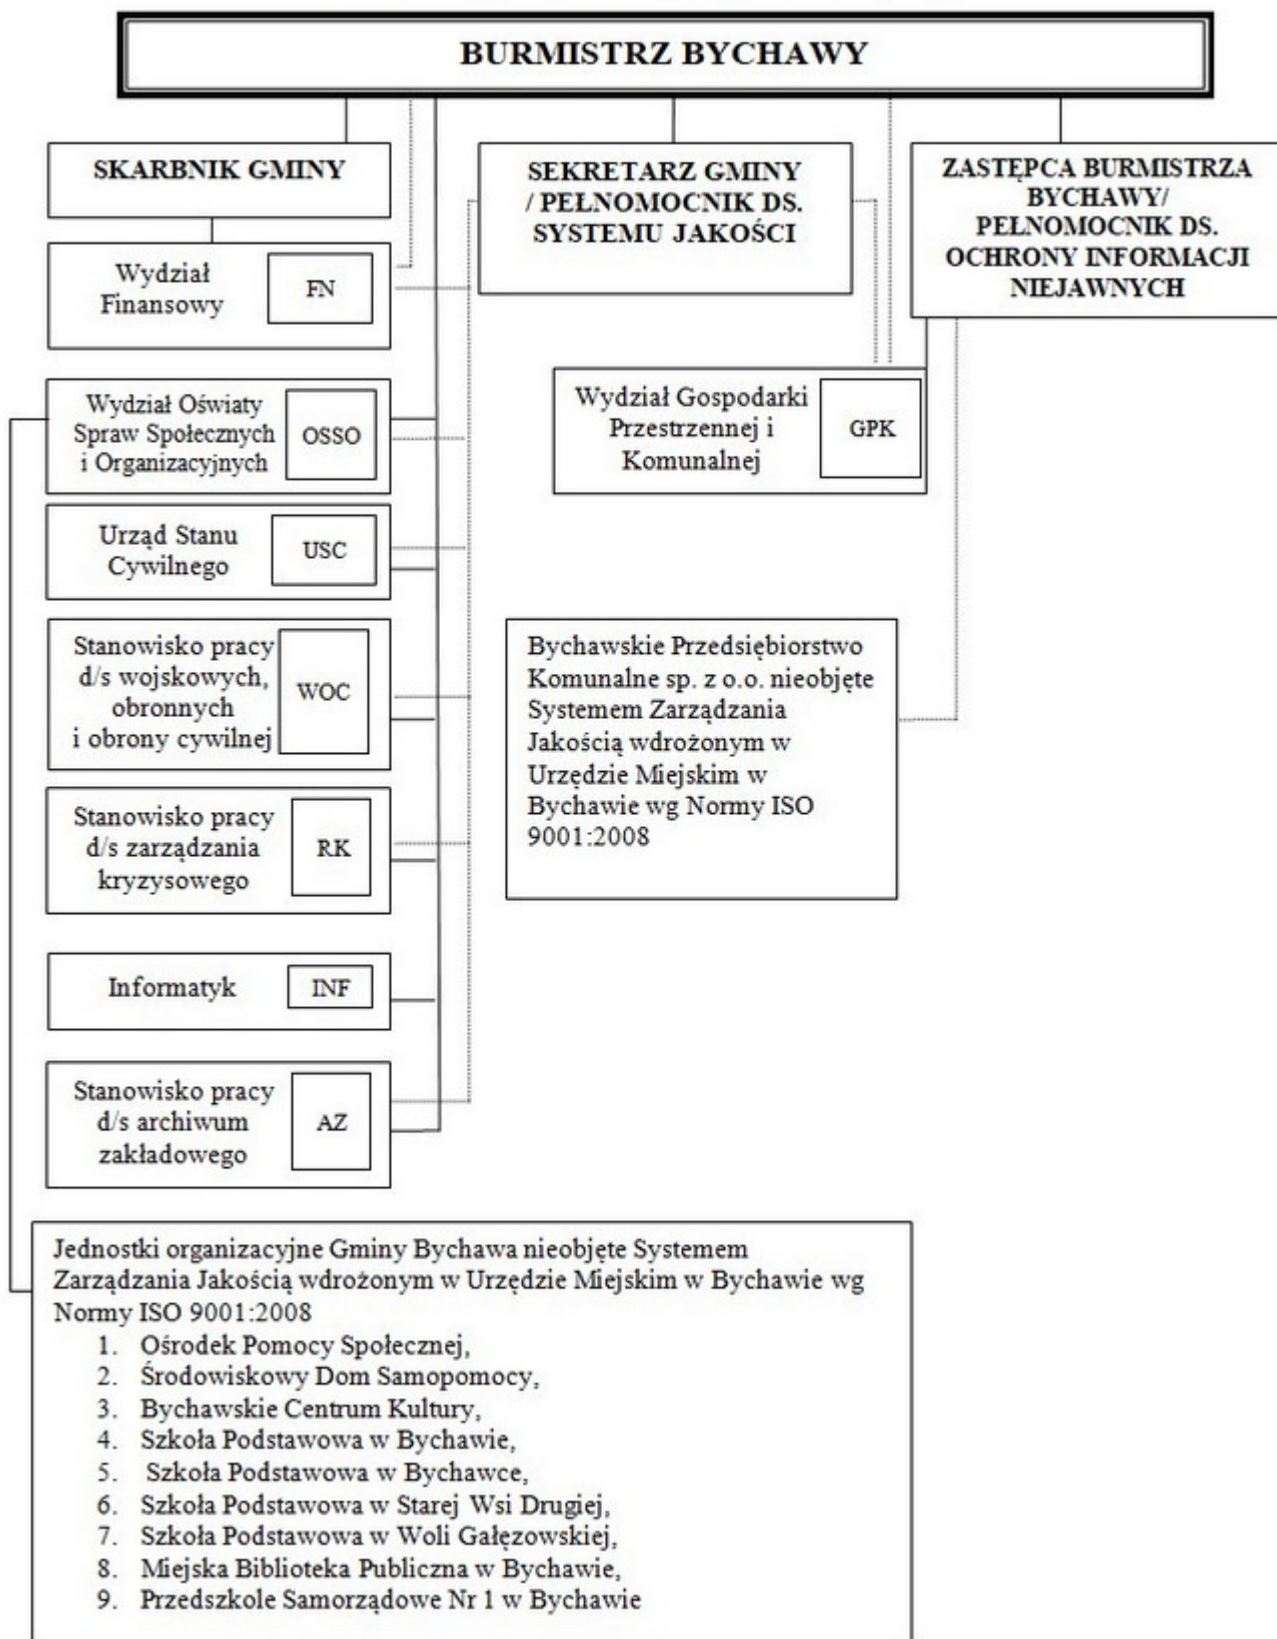 BURMISTRZ BYCHAWY
SKARBNIK GMINY
SEKRETARZ GMINY
/ PEŁNOMOCNIK DS.
SYSTEMU JAKOŚCI
ZASTĘPCA BURMISTRZA
BYCHAWY/
PEŁNOMOCNIK DS.
OCHRONY INFORMACJI
NIEJAWNYCH
Wydział
Finansowy
FN
Wydział Oświaty
Spraw Społecznych
i Organizacyjnych
OSSO
Wydział Gospodarki
Przestrzennej i
Komunalnej
GPK
Urząd Stanu
Cywilnego
USC
Stanowisko pracy
d/s wojskowych,
obronnych
i obrony cywilnej
WOC
Bychawskie Przedsiębiorstwo
Komunalne sp. z o.o. nieobjęte
Systemem Zarządzania
Jakością wdrożonym w
Urzędzie Miejskim w
Bychawie wg Normy ISO
9001:2008
Stanowisko pracy
d/s zarządzania
kryzysowego
RK
Informatyk
INF
Stanowisko pracy
d/s archiwum
zakładowego
AZ
Jednostki organizacyjne Gminy Bychawa nieobjęte Systemem
Zarządzania Jakością wdrożonym w Urzędzie Miejskim w Bychawie wg
Normy ISO 9001:2008
1. Ośrodek Pomocy Społecznej,
2. Środowiskowy Dom Samopomocy,
3. Bychawskie Centrum Kultury,
4. Szkoła Podstawowa w Bychawie,
5. Szkoła Podstawowa w Bychawce,
6. Szkoła Podstawowa w Starej Wsi Drugiej,
7. Szkoła Podstawowa w Woli Gałęzowskiej,
8. Miejska Biblioteka Publiczna w Bychawie,
9. Przedszkole Samorządowe Nr 1 w Bychawie